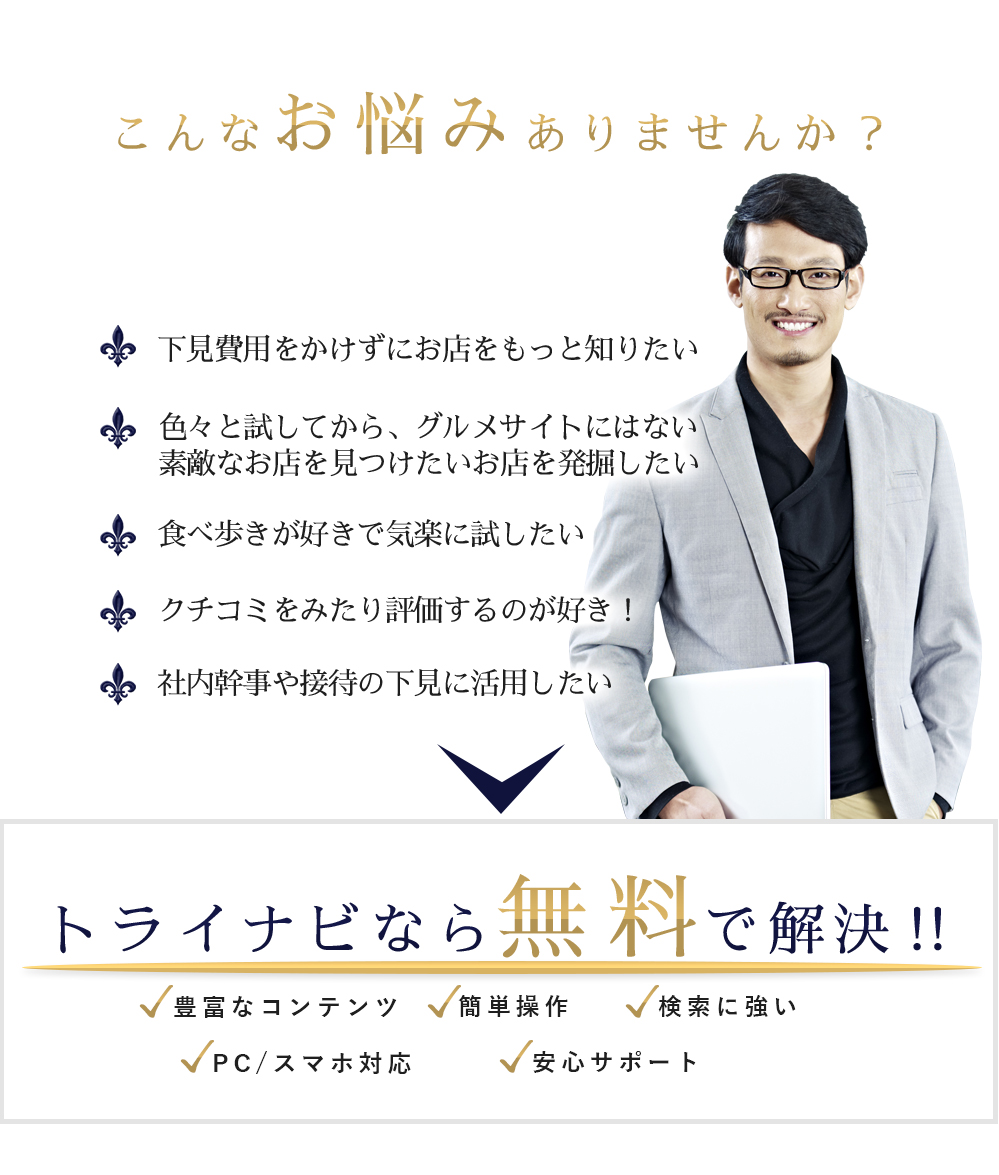 こんなお悩みありませんか？
下見費用をかけずにお店をもっと知りたい
色々と試してから、グルメサイトにはない
素敵なお店を見つけたいお店を発掘したい
食べ歩きが好きで気楽に試したい
クチコミをみたり評価するのが好き！
社内幹事や接待の下見に活用したい
トライナビなら無料で解決!!
豊富なコンテンツ 簡単操作 検索に強い
PC/スマホ対応 安心サポート